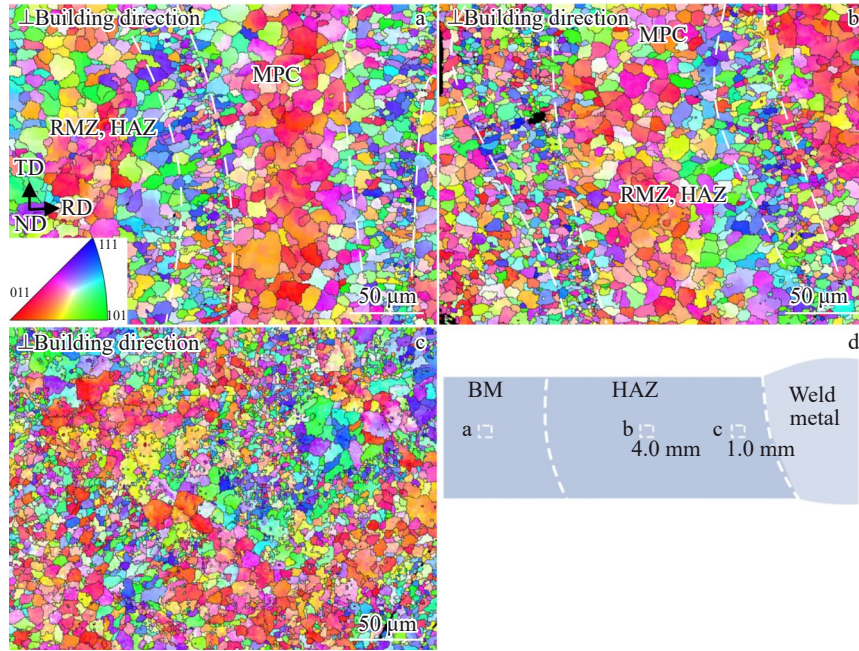 ⊥Building direction
a
MPC
RMZ, HAZ
TD
RD
ND
111
011
101
50 μm
⊥Building direction
b
MPC
RMZ, HAZ
50 μm
⊥Building direction
c
50 μm
d
BM
HAZ
Weld
metal
a
b
c
4.0 mm
1.0 mm